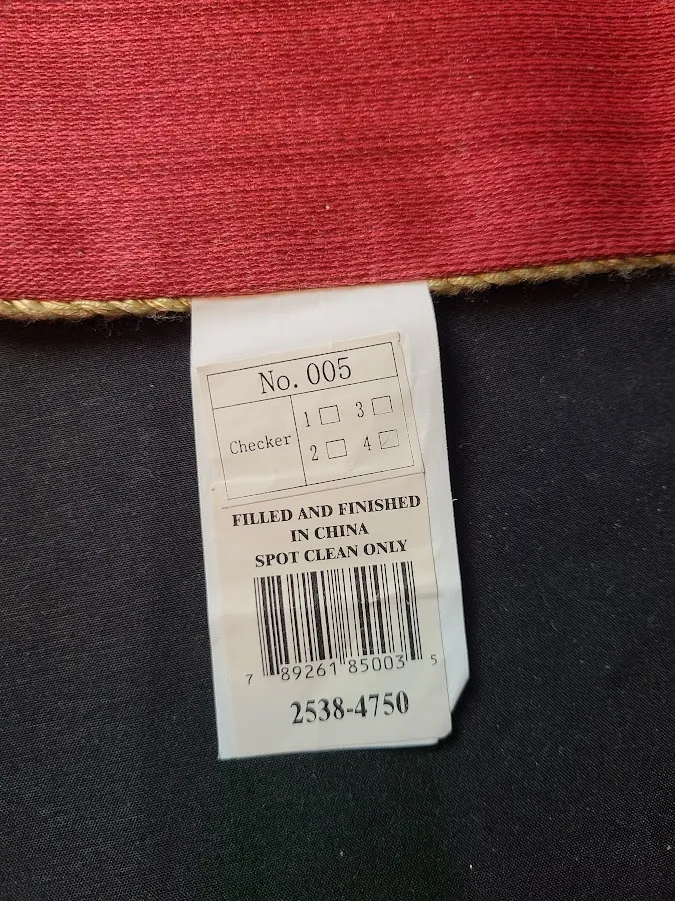 No. 005
Checker
1 3
2 4
FILLED AND FINISHED
IN CHINA
SPOT CLEAN ONLY
7 89261 85003 5
2538-4750